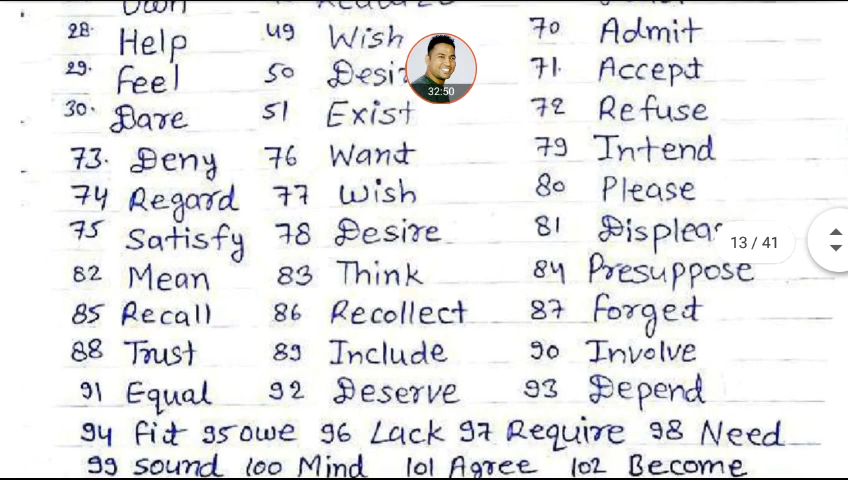 28. Help 49 Wish 70 Admit
29. Feel 50 Desi 71. Accept
32:50
30. Dare 51 Exist 72 Refuse
73. Deny 76 Want 79 Intend
74 Regard 77 Wish 80 Please
75 Satisfy 78 Desire 81 Displea
13 / 41
82 Mean 83 Think 84 Presuppose
85 Recall 86 Recollect 87 Forget
88 Trust 89 Include 90 Involve
91 Equal 92 Deserve 93 Depend
94 Fit 95 owe 96 Lack 97 Require 98 Need
99 Sound 100 Mind 101 Agree 102 Become